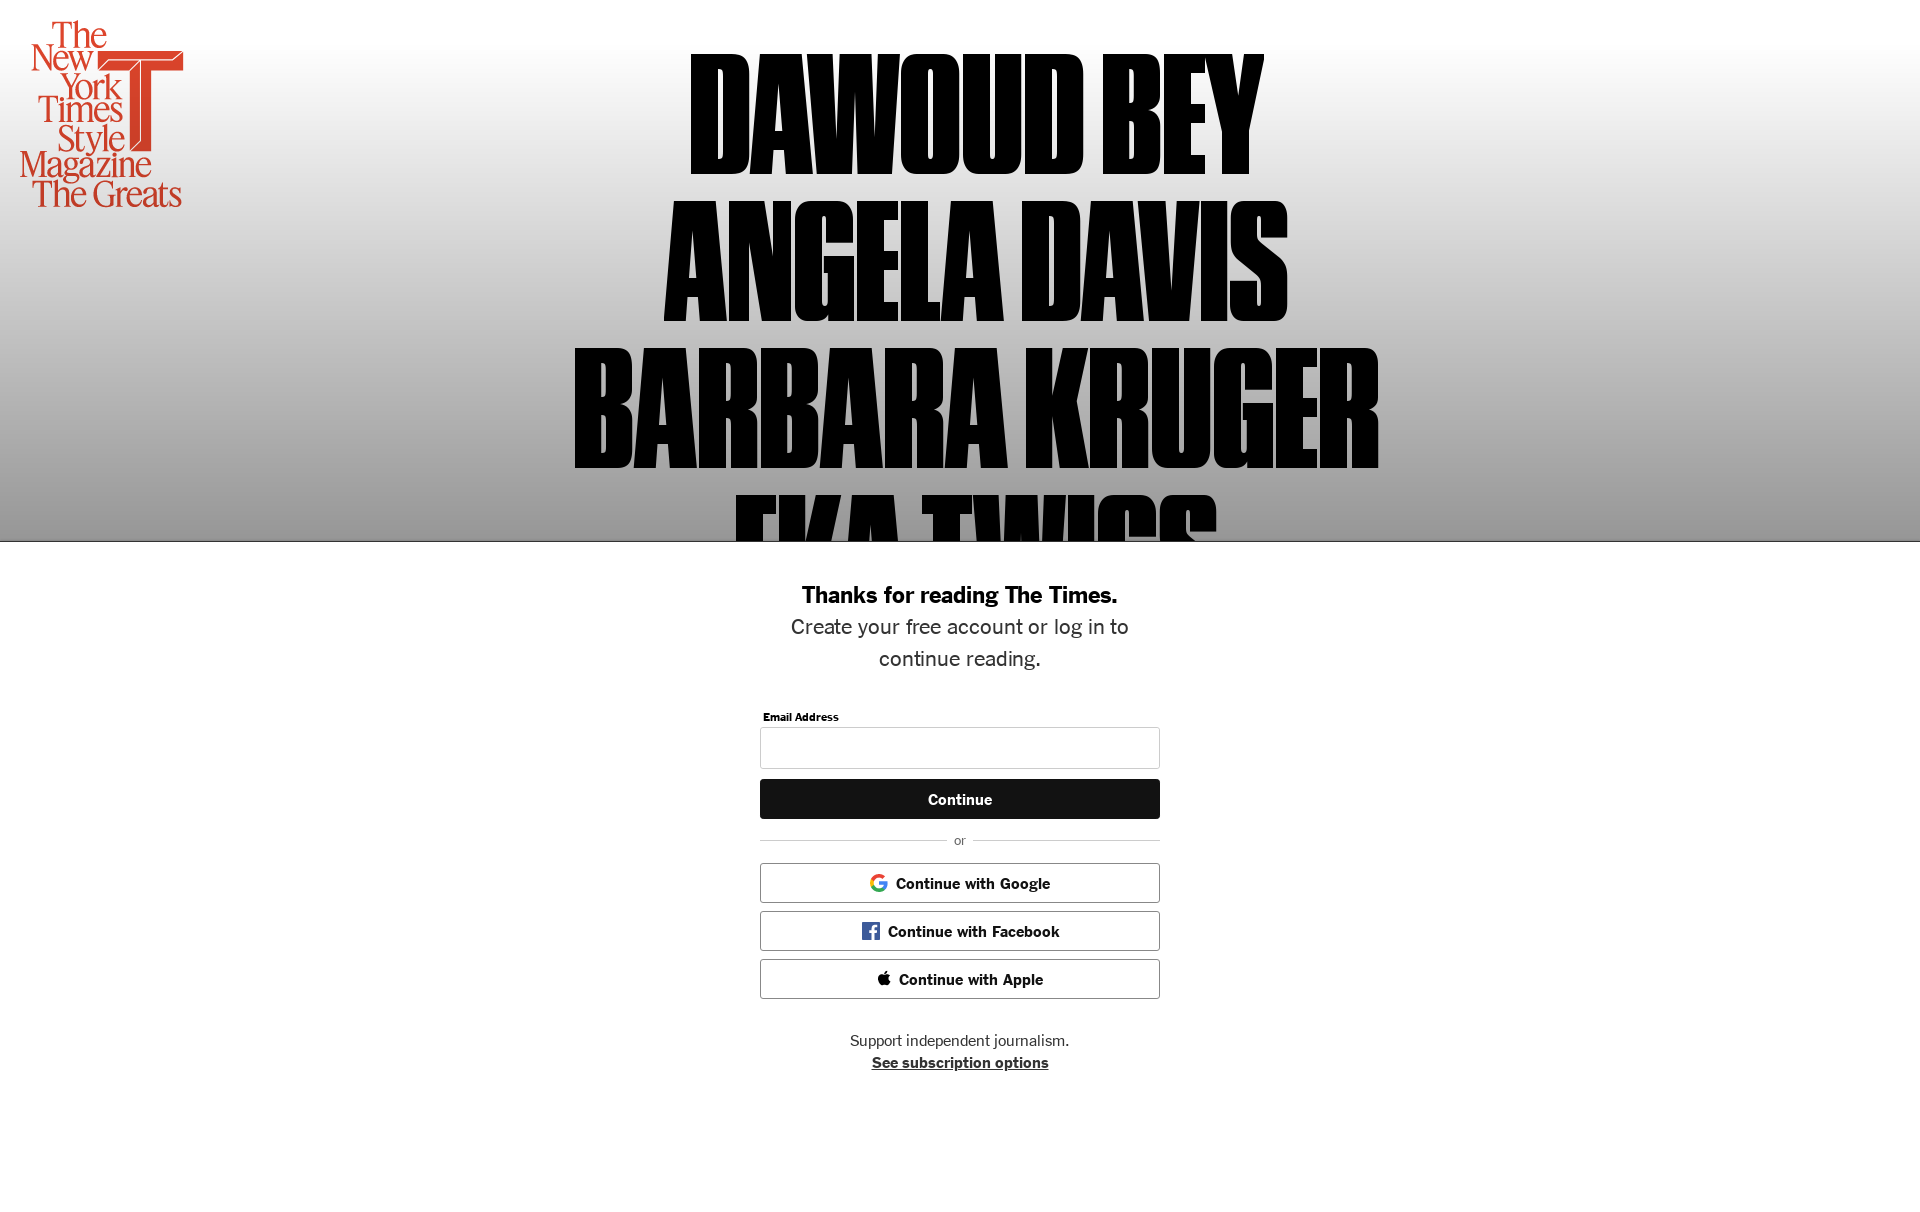 The
New
York
Times
Style
Magazine
The Greats
T
DAWOUD BEY
ANGELA DAVIS
BARBARA KRUGER
FKA TWIGS
Thanks for reading The Times.
Create your free account or log in to
continue reading.
Email Address
Continue
or
Continue with Google
Continue with Facebook
Continue with Apple
Support independent journalism.
See subscription options